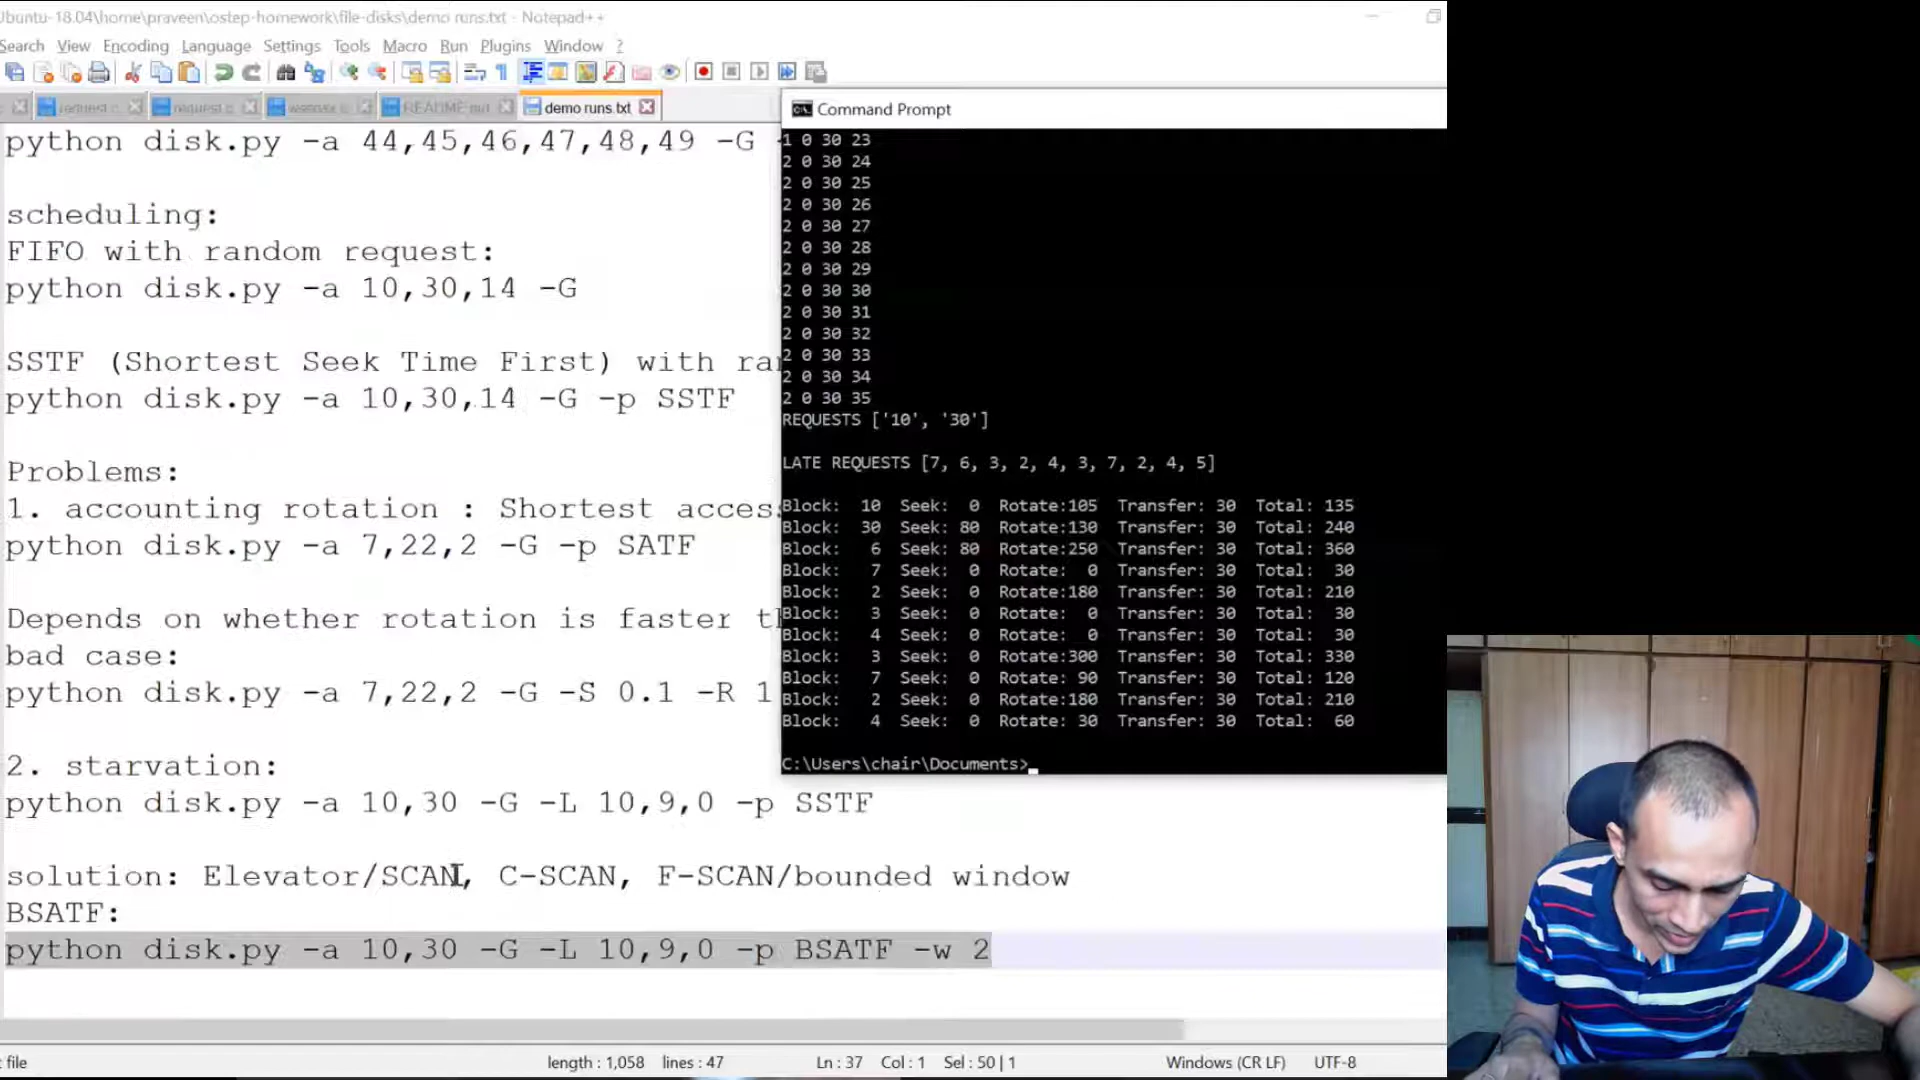 Ubuntu-18.04\home\praveen\ostep-homework\file-disks\demo runs.txt - Notepad++
Search View Encoding Language Settings Tools Macro Run Plugins Window ?
request.c request.c README.md demo runs.txt
python disk.py -a 44,45,46,47,48,49 -G
scheduling:
FIFO with random request:
python disk.py -a 10,30,14 -G
SSTF (Shortest Seek Time First) with ra
python disk.py -a 10,30,14 -G -p SSTF
Problems:
1. accounting rotation : Shortest acces
python disk.py -a 7,22,2 -G -p SATF
Depends on whether rotation is faster t
bad case:
python disk.py -a 7,22,2 -G -S 0.1 -R 1
2. starvation:
python disk.py -a 10,30 -G -L 10,9,0 -p SSTF
solution: Elevator/SCAN, C-SCAN, F-SCAN/bounded window
BSATF:
python disk.py -a 10,30 -G -L 10,9,0 -p BSATF -w 2
file length : 1,058 lines : 47 Ln : 37 Col : 1 Sel : 50 | 1 Windows (CR LF) UTF-8
Command Prompt
1 0 30 23
2 0 30 24
2 0 30 25
2 0 30 26
2 0 30 27
2 0 30 28
2 0 30 29
2 0 30 30
2 0 30 31
2 0 30 32
2 0 30 33
2 0 30 34
2 0 30 35
REQUESTS ['10', '30']
LATE REQUESTS [7, 6, 3, 2, 4, 3, 7, 2, 4, 5]
Block: 10 Seek: 0 Rotate:105 Transfer: 30 Total: 135
Block: 30 Seek: 80 Rotate:130 Transfer: 30 Total: 240
Block: 6 Seek: 80 Rotate:250 Transfer: 30 Total: 360
Block: 7 Seek: 0 Rotate: 0 Transfer: 30 Total: 30
Block: 2 Seek: 0 Rotate:180 Transfer: 30 Total: 210
Block: 3 Seek: 0 Rotate: 0 Transfer: 30 Total: 30
Block: 4 Seek: 0 Rotate: 0 Transfer: 30 Total: 30
Block: 3 Seek: 0 Rotate:300 Transfer: 30 Total: 330
Block: 7 Seek: 0 Rotate: 90 Transfer: 30 Total: 120
Block: 2 Seek: 0 Rotate:180 Transfer: 30 Total: 210
Block: 4 Seek: 0 Rotate: 30 Transfer: 30 Total: 60
C:\Users\chair\Documents>